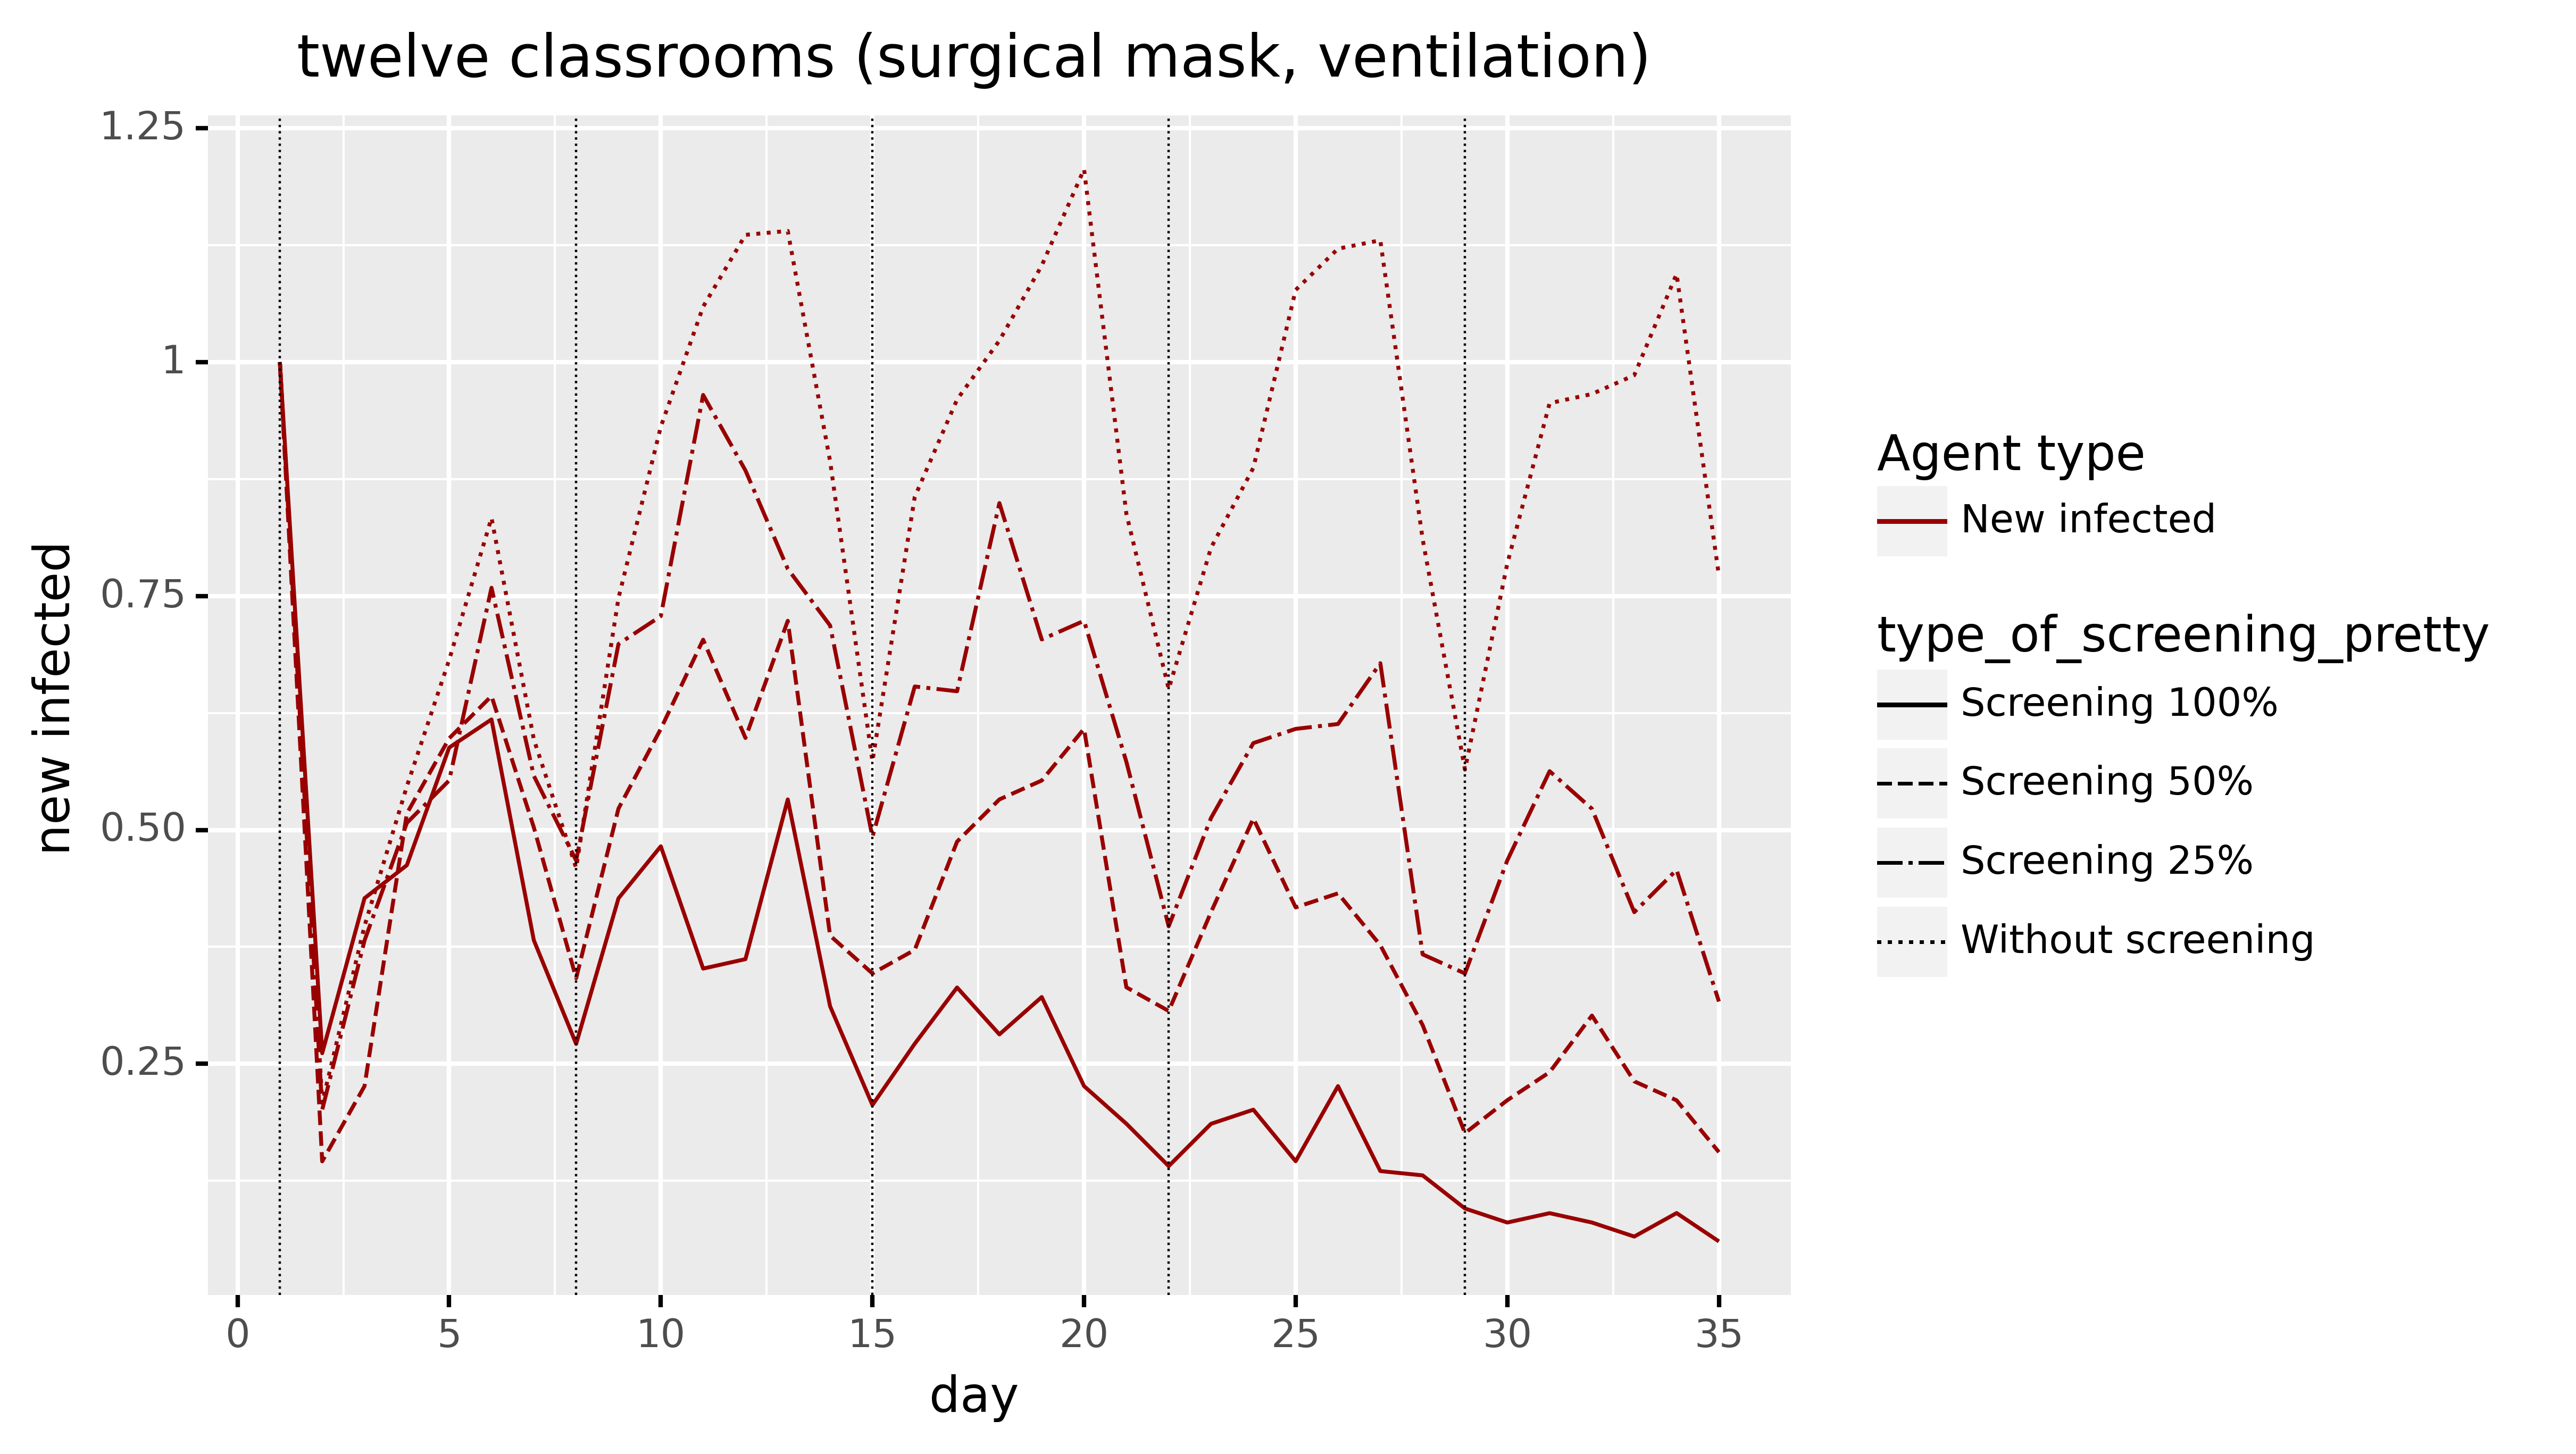 twelve classrooms (surgical mask, ventilation)
1.25
1
0.75
0.50
0.25
new infected
0 5 10 15 20 25 30 35
day
Agent type
New infected
type_of_screening_pretty
Screening 100%
Screening 50%
Screening 25%
Without screening